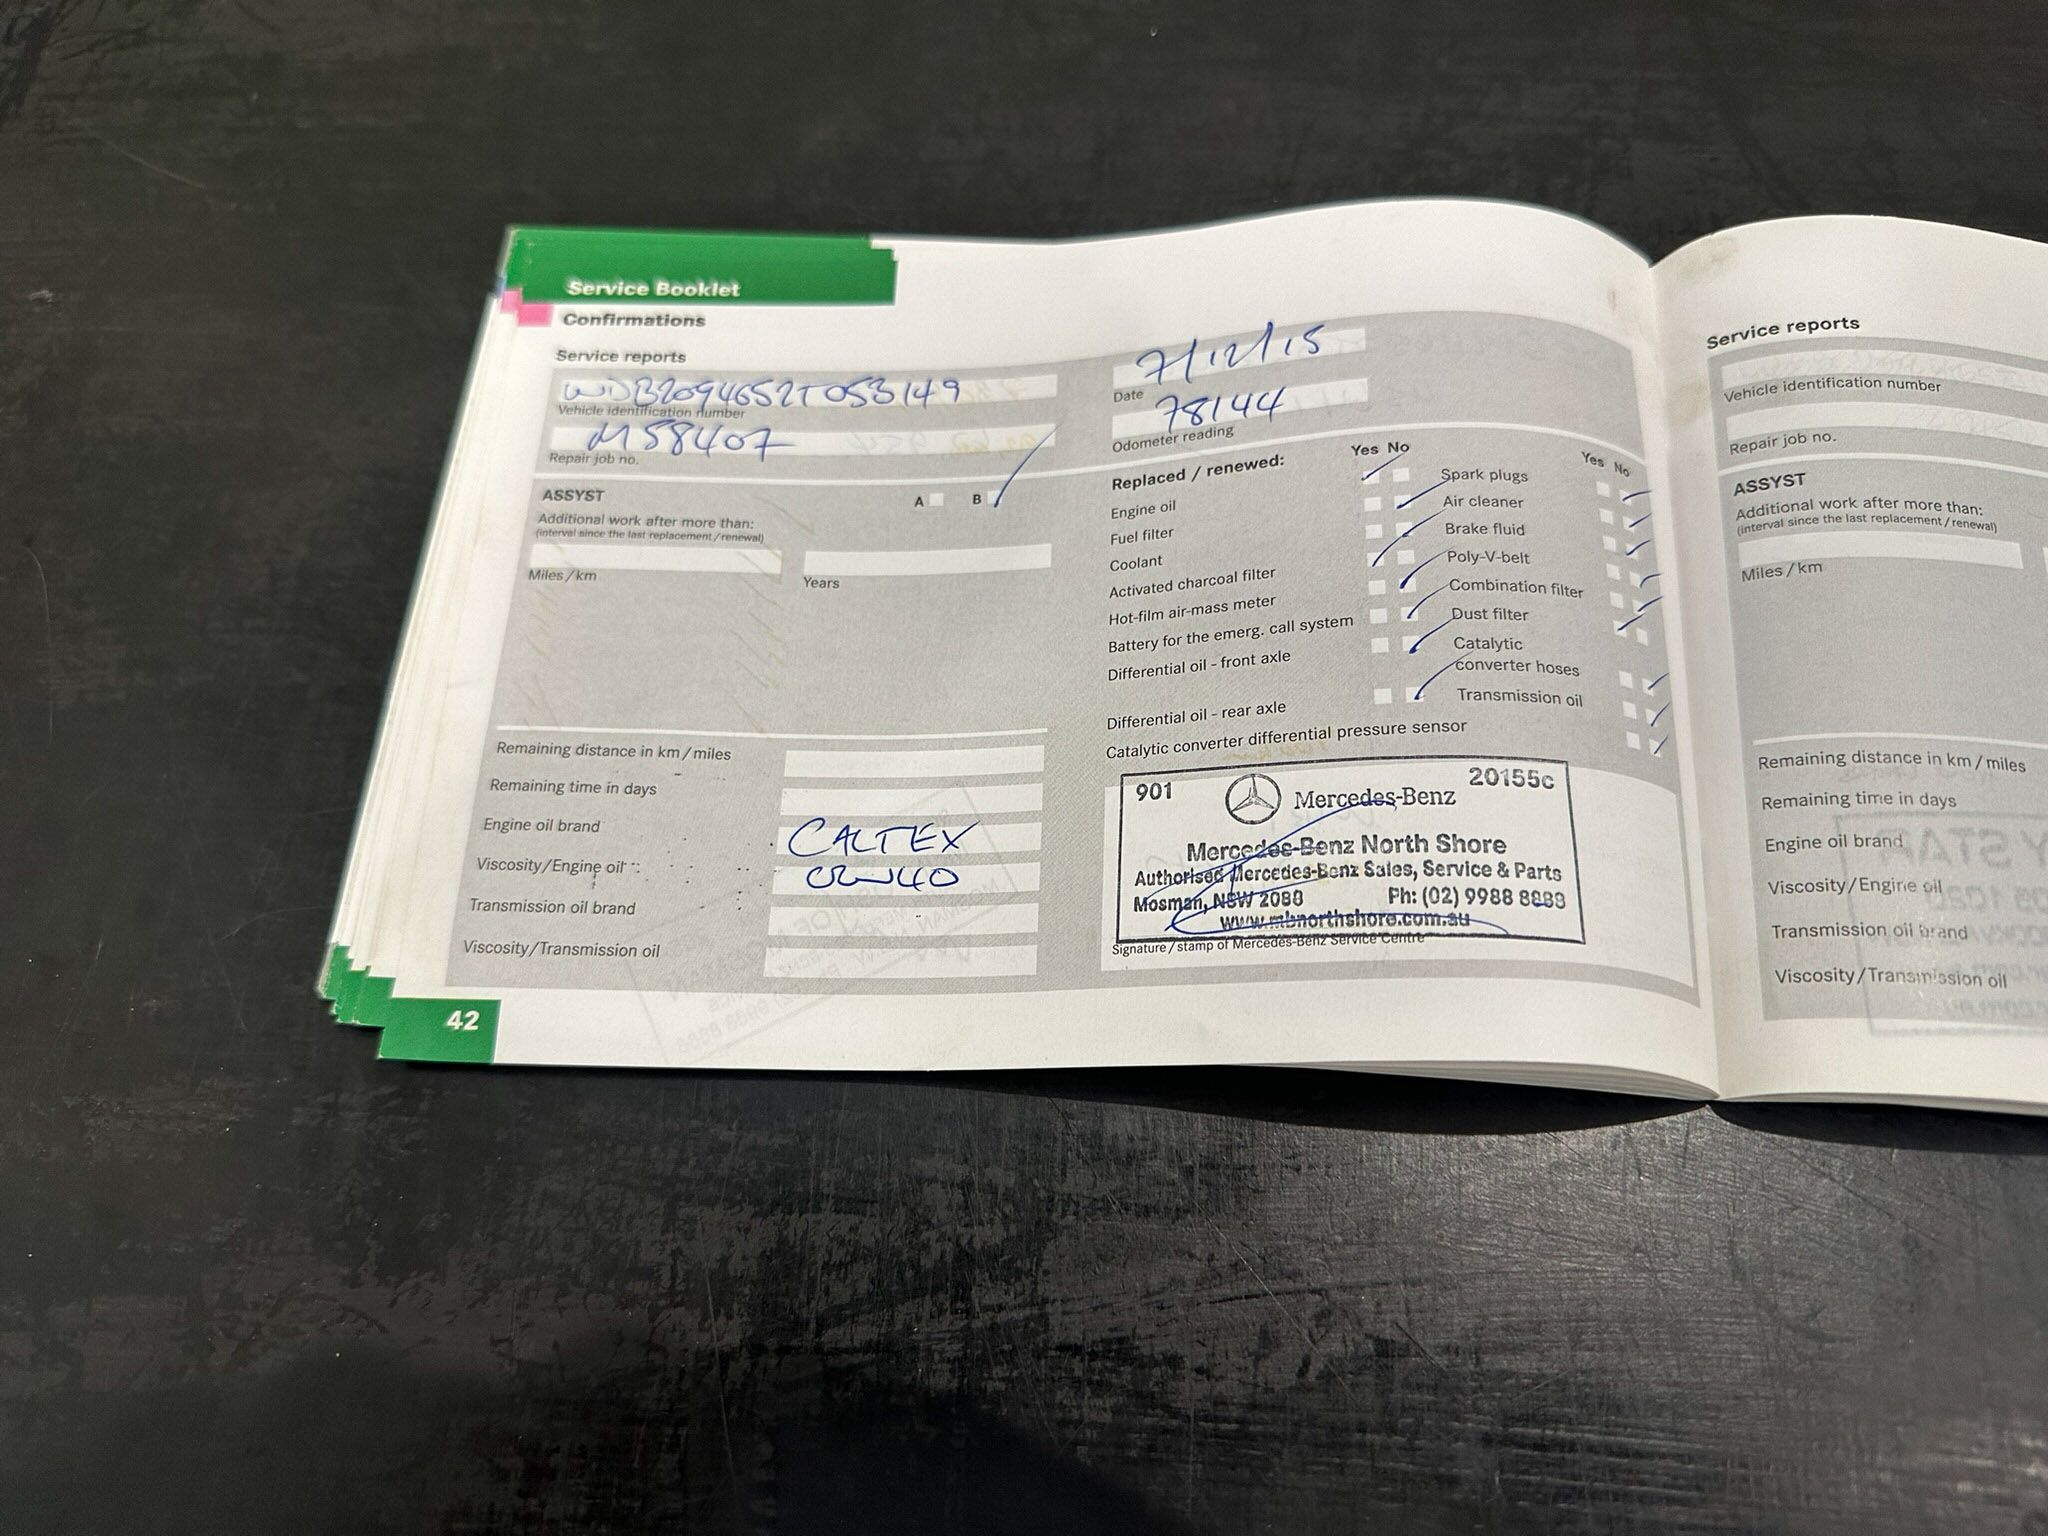 Service Booklet
Confirmations
Service reports
WDB2094652T053149
Vehicle identification number
M58407
Repair job no.
ASSYST
A B
Additional work after more than:
(interval since the last replacement/renewal)
Miles/km
Years
Remaining distance in km/miles
Remaining time in days
Engine oil brand
CALTEX
Viscosity/Engine oil
0W40
Transmission oil brand
Viscosity/Transmission oil
42
7/12/15
Date
78144
Odometer reading
Replaced / renewed:
Yes No
Engine oil
Fuel filter
Coolant
Activated charcoal filter
Hot-film air-mass meter
Battery for the emerg. call system
Differential oil - front axle
Differential oil - rear axle
Catalytic converter differential pressure sensor
Yes No
Spark plugs
Air cleaner
Brake fluid
Poly-V-belt
Combination filter
Dust filter
Catalytic
converter hoses
Transmission oil
901 Mercedes-Benz 20155c
Mercedes-Benz North Shore
Authorised Mercedes-Benz Sales, Service & Parts
Mosman, NSW 2088 Ph: (02) 9988 8888
www.mbnorthshore.com.au
Signature/stamp of Mercedes-Benz Service Centre
Service reports
Vehicle identification number
Repair job no.
ASSYST
Additional work after more than:
(interval since the last replacement/renewal)
Miles/km
Remaining distance in km/miles
Remaining time in days
Engine oil brand
Viscosity/Engine oil
Transmission oil brand
Viscosity/Transmission oil